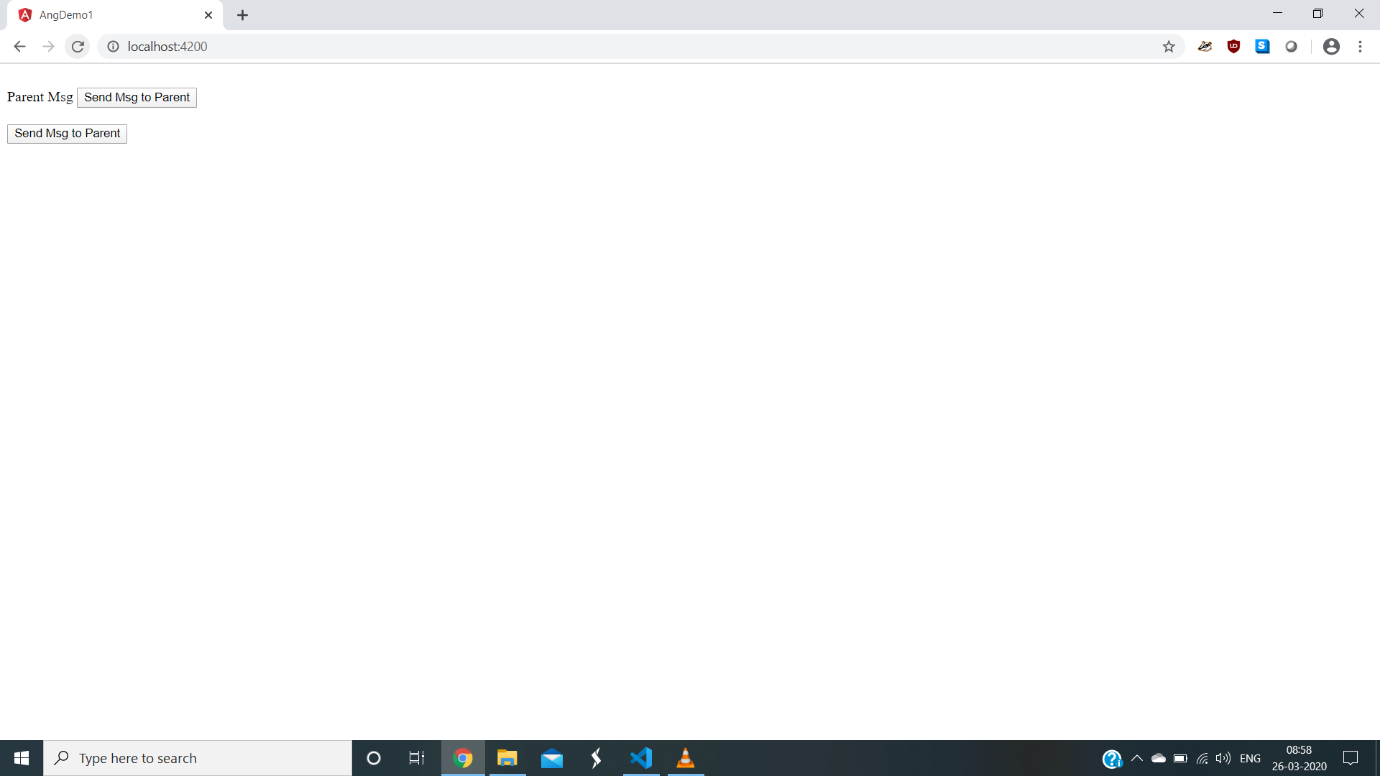 AngDemo1
localhost:4200
Parent Msg Send Msg to Parent
Send Msg to Parent
Type here to search
ENG
08:58
26-03-2020